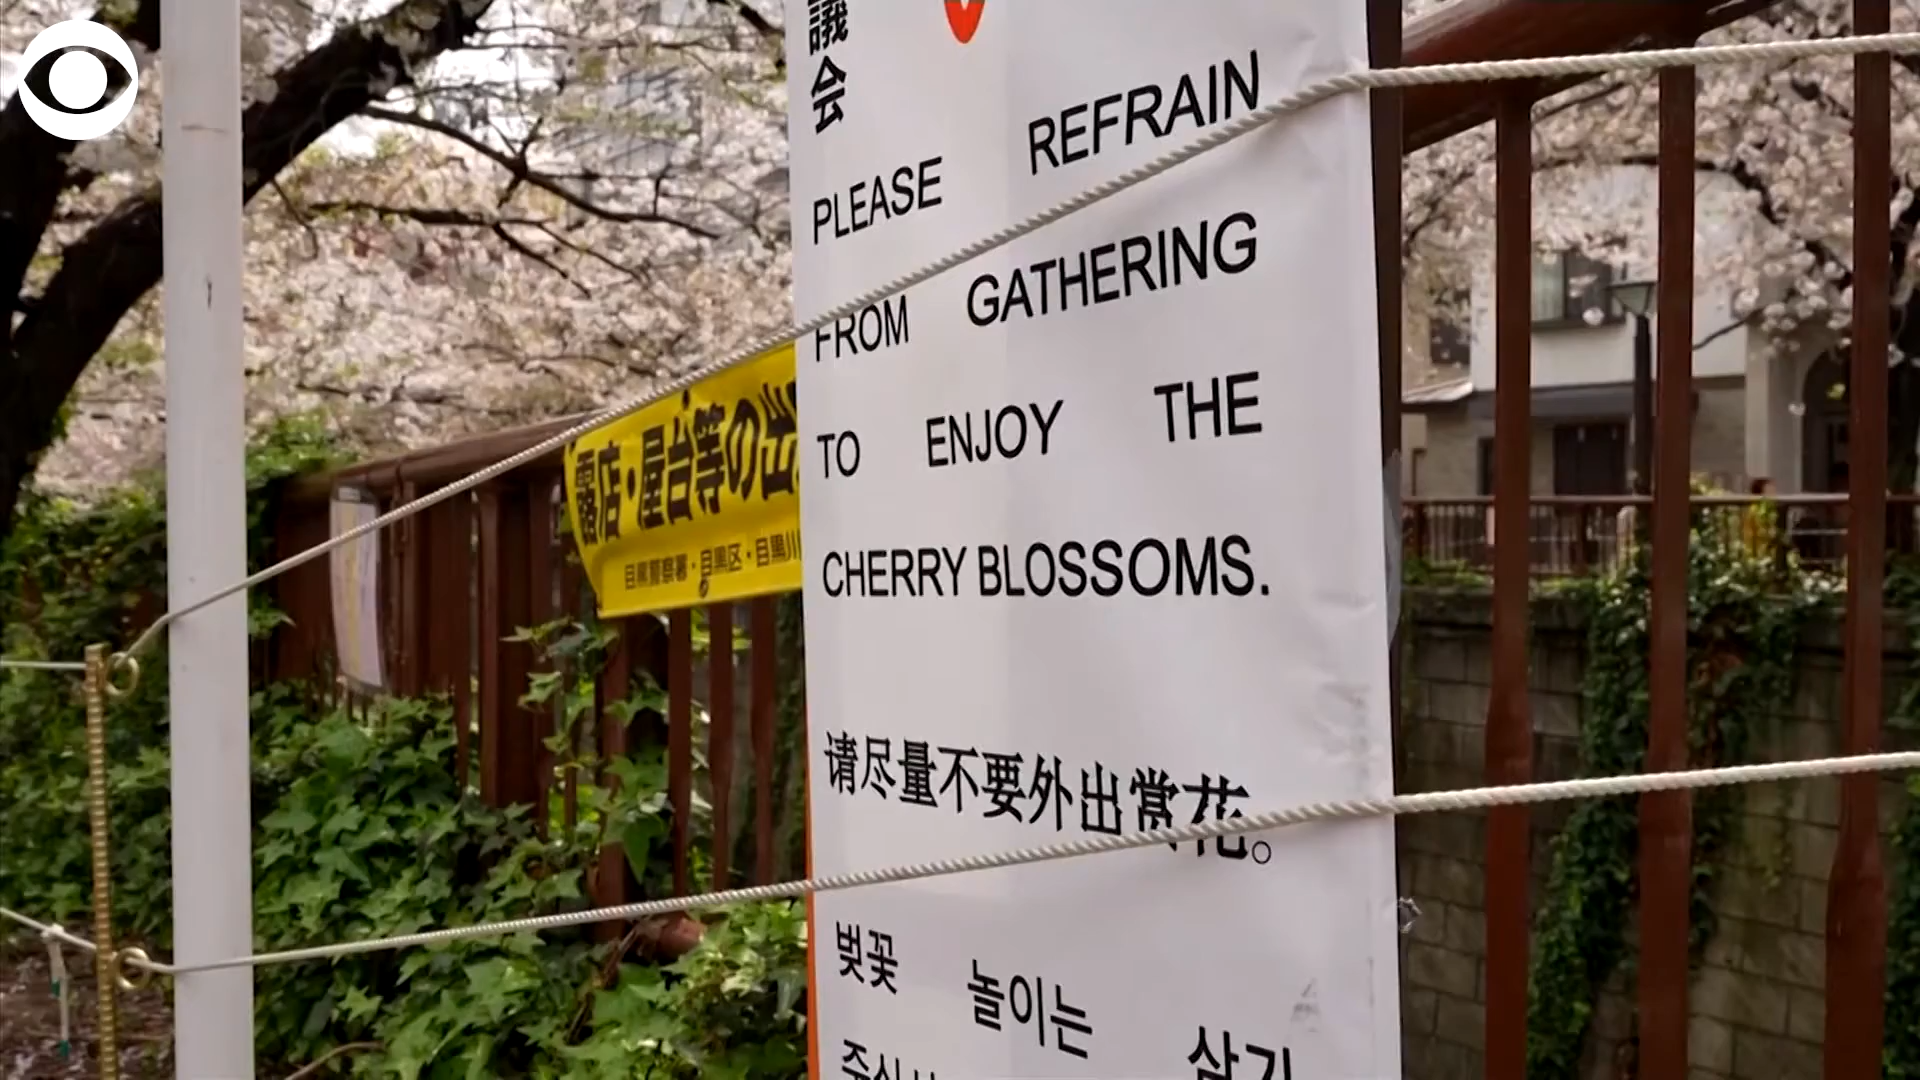 議会
PLEASE REFRAIN
FROM GATHERING
TO ENJOY THE
CHERRY BLOSSOMS.
请尽量不要外出赏花。
벚꽃 놀이는 삼가
露店・屋台等の出
目黒警察署・目黒区・目黒川